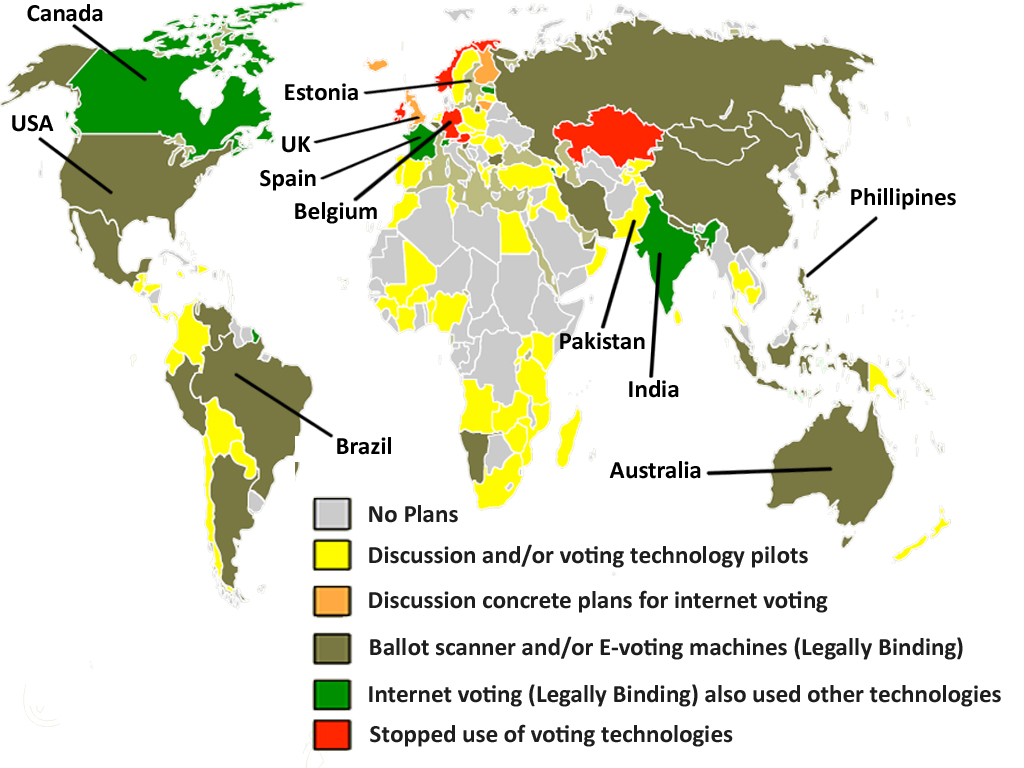 Canada
USA
Estonia
UK
Spain
Belgium
Phillipines
Pakistan
India
Brazil
Australia
No Plans
Discussion and/or voting technology pilots
Discussion concrete plans for internet voting
Ballot scanner and/or E-voting machines (Legally Binding)
Internet voting (Legally Binding) also used other technologies
Stopped use of voting technologies